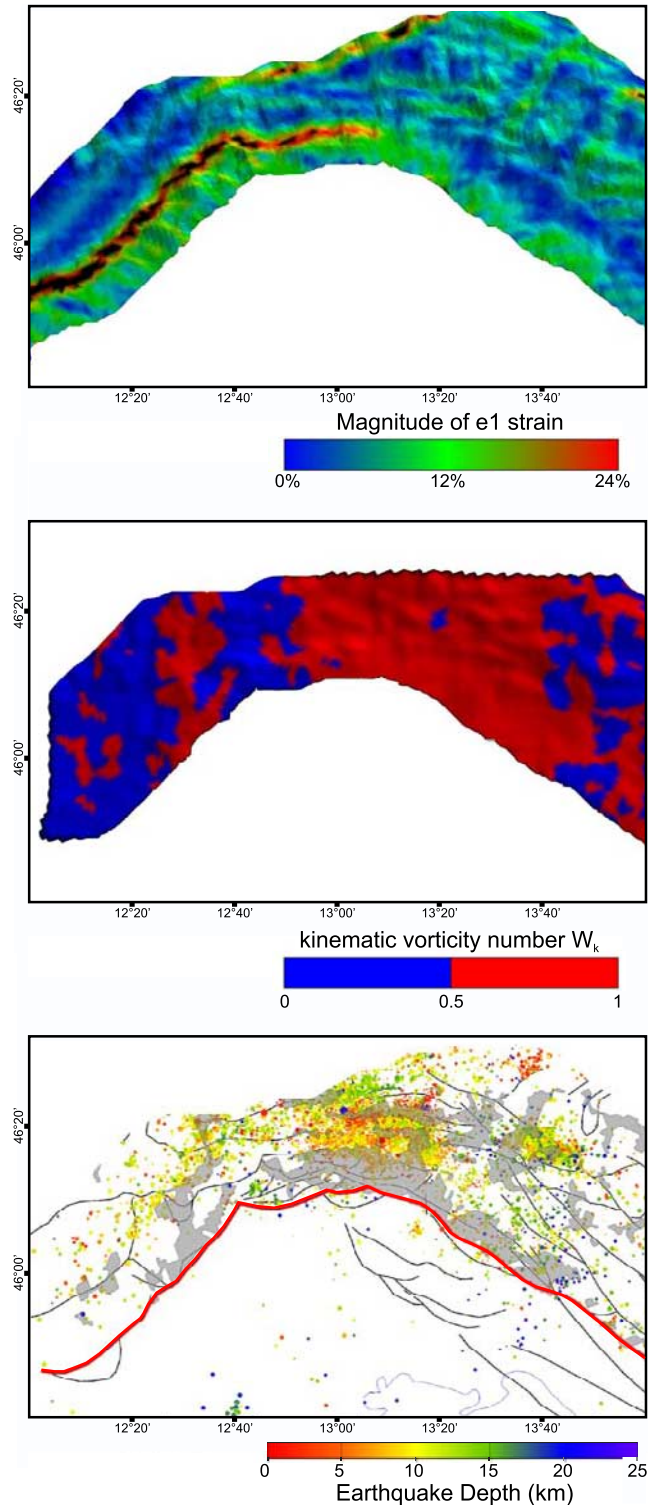 46°20'
46°00'
12°20' 12°40' 13°00' 13°20' 13°40'
Magnitude of e1 strain
0% 12% 24%
46°20'
46°00'
12°20' 12°40' 13°00' 13°20' 13°40'
kinematic vorticity number Wk
0 0.5 1
46°20'
46°00'
12°20' 12°40' 13°00' 13°20' 13°40'
0 5 10 15 20 25
Earthquake Depth (km)